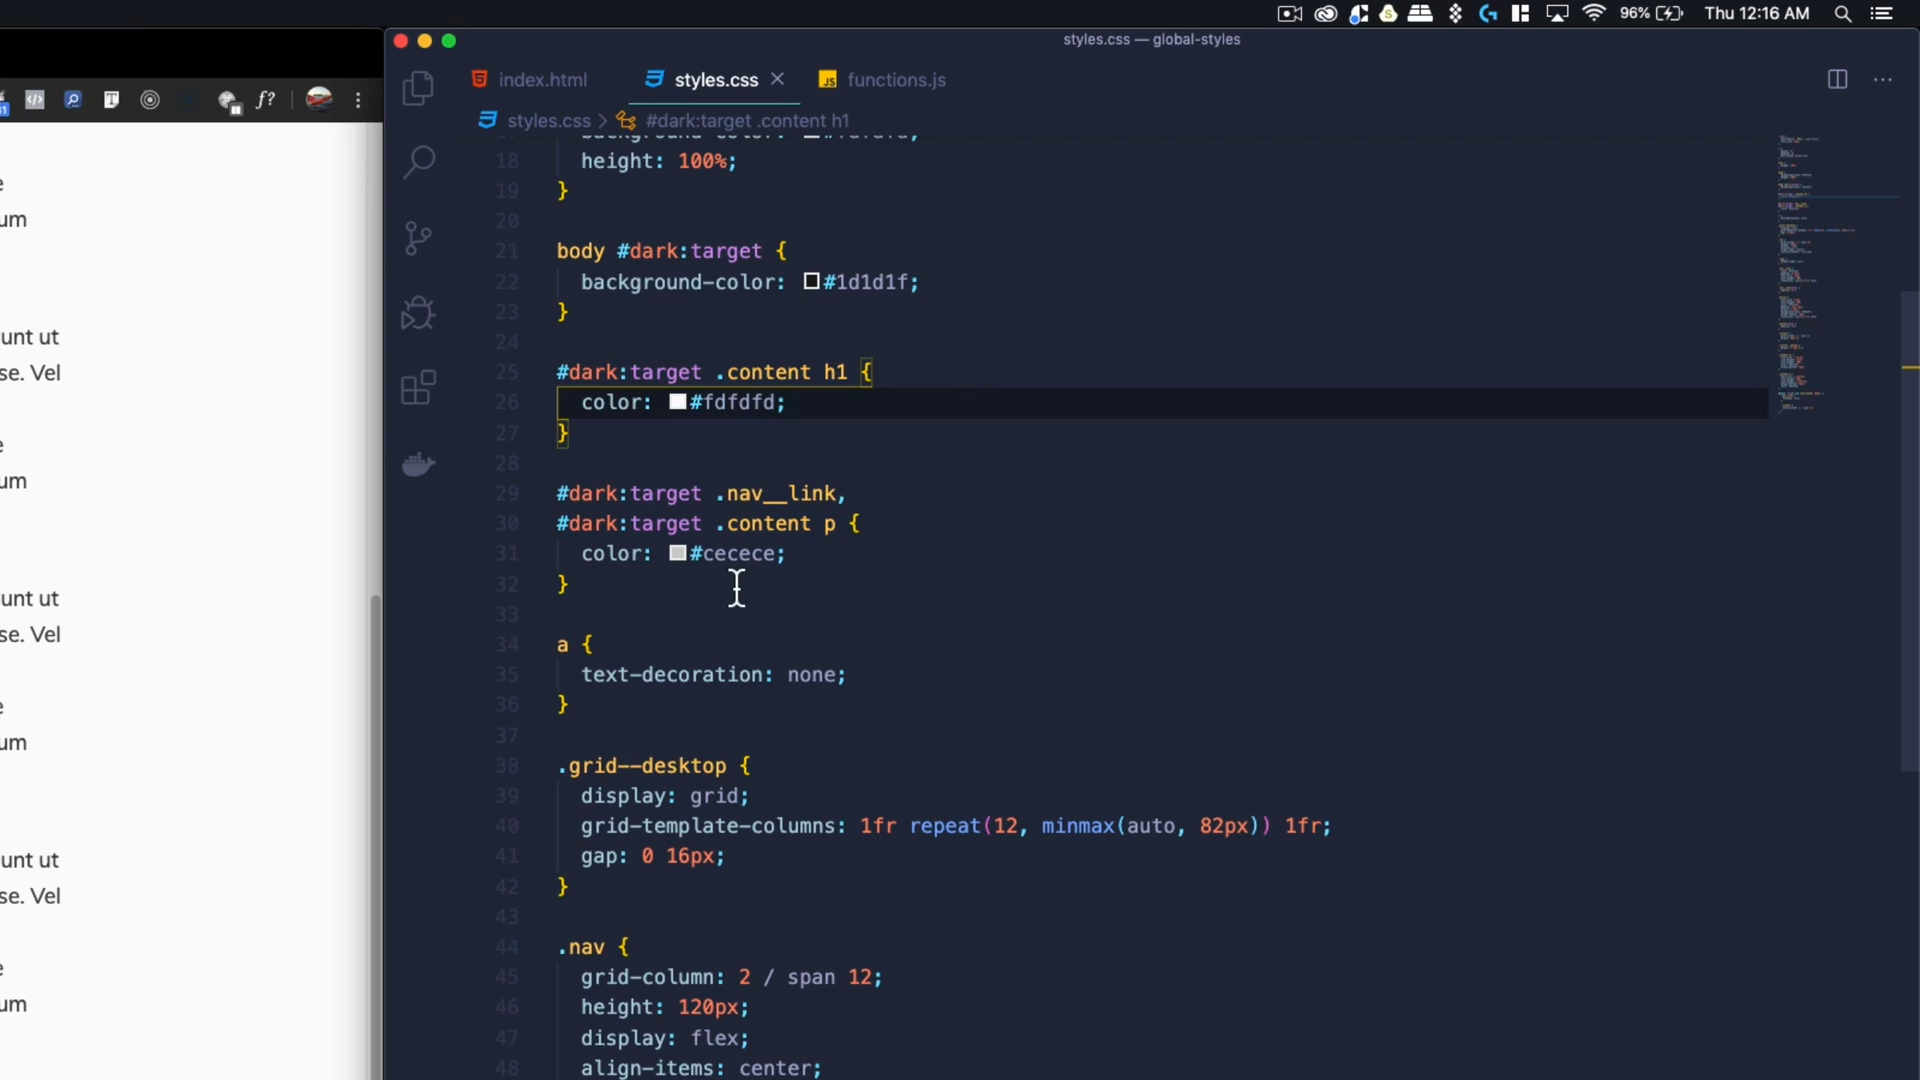 96% Thu 12:16 AM
styles.css — global-styles
index.html styles.css functions.js
styles.css > #dark:target .content h1
f?
e
um
unt ut
se. Vel
e
um
unt ut
se. Vel
e
um
unt ut
se. Vel
e
um
background-color: #fdfdfd;
18 height: 100%;
19 }
20
21 body #dark:target {
22 background-color: #1d1d1f;
23 }
24
25 #dark:target .content h1 {
26 color: #fdfdfd;
27 }
28
29 #dark:target .nav__link,
30 #dark:target .content p {
31 color: #cecece;
32 }
33
34 a {
35 text-decoration: none;
36 }
37
38 .grid--desktop {
39 display: grid;
40 grid-template-columns: 1fr repeat(12, minmax(auto, 82px)) 1fr;
41 gap: 0 16px;
42 }
43
44 .nav {
45 grid-column: 2 / span 12;
46 height: 120px;
47 display: flex;
48 align-items: center;